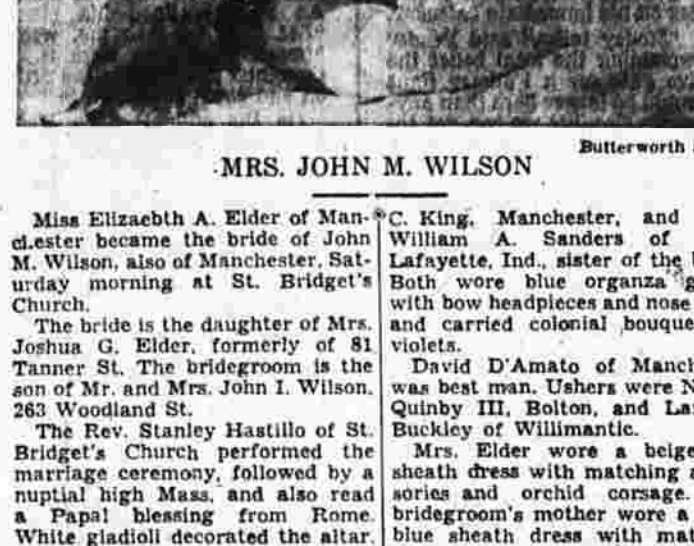 Butterworth
MRS. JOHN M. WILSON
Miss Elizaebth A. Elder of Man-
chester became the bride of John
M. Wilson, also of Manchester, Sat-
urday morning at St. Bridget's
Church.
The bride is the daughter of Mrs.
Joshua G. Elder, formerly of 81
Tanner St. The bridegroom is the
son of Mr. and Mrs. John I. Wilson,
263 Woodland St.
The Rev. Stanley Hastillo of St.
Bridget's Church performed the
marriage ceremony, followed by a
nuptial high Mass, and also read
a Papal blessing from Rome.
White gladioli decorated the altar.
C. King, Manchester, and
William A. Sanders of
Lafayette, Ind., sister of the
Both wore blue organza
with bow headpieces and nose
and carried colonial bouque
violets.
David D'Amato of Manch
was best man. Ushers were N
Quinby III, Bolton, and La
Buckley of Willimantic.
Mrs. Elder wore a beige
sheath dress with matching a
sories and orchid corsage.
bridegroom's mother wore a
blue sheath dress with mat